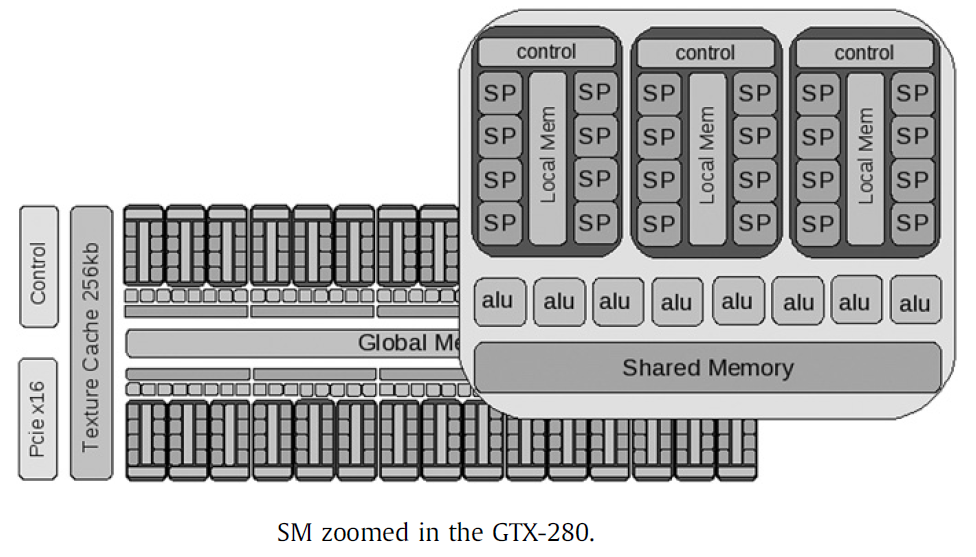 control
control
control
SP
SP
SP
SP
Local Mem
SP
SP
SP
SP
SP
SP
SP
SP
Local Mem
SP
SP
SP
SP
SP
SP
SP
SP
Local Mem
SP
SP
SP
SP
alu
alu
alu
alu
alu
alu
alu
alu
Shared Memory
Control
Pcie x16
Texture Cache 256kb
Global Me
SM zoomed in the GTX-280.